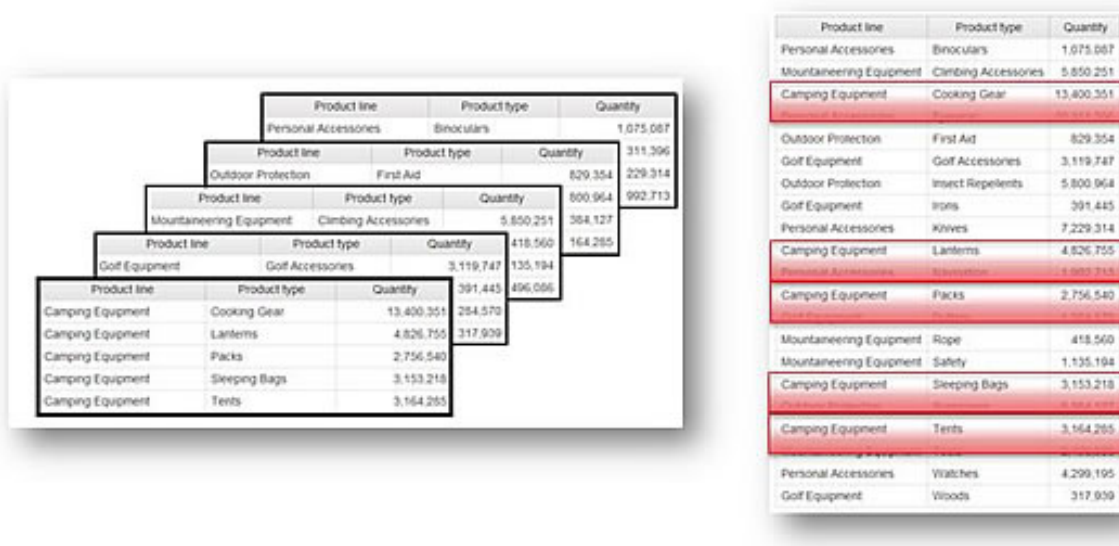 Product line Product type Quantity
Personal Accessories Binoculars 1,075,087
311,396
229,314
992,713
Product line Product type Quantity
Outdoor Protection First Aid 829,354
800,964
384,127
164,285
Product line Product type Quantity
Mountaineering Equipment Climbing Accessories 5,850,251
418,560
135,194
496,086
Product line Product type Quantity
Golf Equipment Golf Accessories 3,119,747
391,445
284,570
317,939
Product line Product type Quantity
Camping Equipment Cooking Gear 13,400,351
Camping Equipment Lanterns 4,826,755
Camping Equipment Packs 2,756,540
Camping Equipment Sleeping Bags 3,153,218
Camping Equipment Tents 3,164,285
Product line Product type Quantity
Personal Accessories Binoculars 1,075,087
Mountaineering Equipment Climbing Accessories 5,850,251
Camping Equipment Cooking Gear 13,400,351
Outdoor Protection First Aid 829,354
Golf Equipment Golf Accessories 3,119,747
Outdoor Protection Insect Repellents 5,800,964
Golf Equipment Irons 391,445
Personal Accessories Knives 7,229,314
Camping Equipment Lanterns 4,826,755
Camping Equipment Packs 2,756,540
Mountaineering Equipment Rope 418,560
Mountaineering Equipment Safety 1,135,194
Camping Equipment Sleeping Bags 3,153,218
Camping Equipment Tents 3,164,285
Personal Accessories Watches 4,299,195
Golf Equipment Woods 317,939